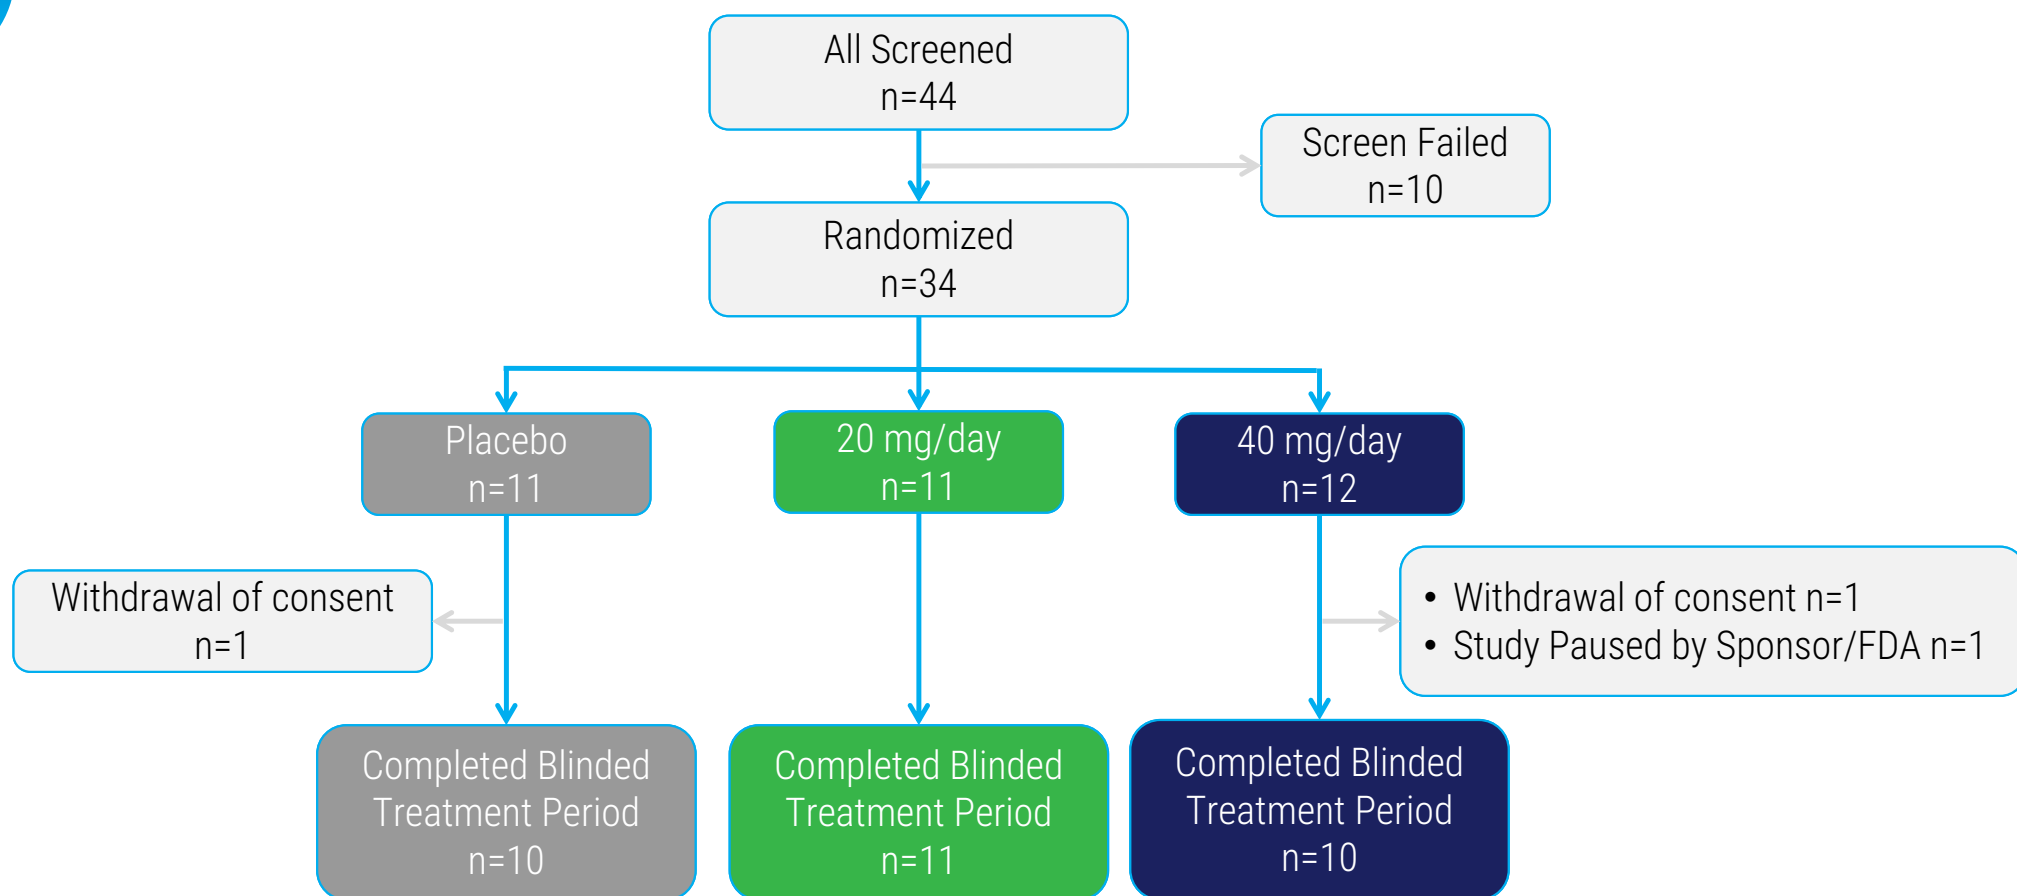 All Screened
n=44
Screen Failed
n=10
Randomized
n=34
Placebo
n=11
20 mg/day
n=11
40 mg/day
n=12
Withdrawal of consent
n=1
• Withdrawal of consent n=1
• Study Paused by Sponsor/FDA n=1
Completed Blinded
Treatment Period
n=10
Completed Blinded
Treatment Period
n=11
Completed Blinded
Treatment Period
n=10